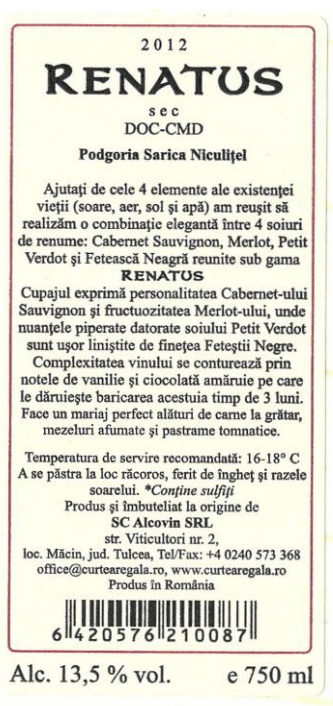 2012
RENATUS
sec
DOC-CMD
Podgoria Sarica Niculițel
Ajutați de cele 4 elemente ale existenței
vieții (soare, aer, sol și apă) am reușit să
realizăm o combinație elegantă între 4 soiuri
de renume: Cabernet Sauvignon, Merlot, Petit
Verdot și Fetească Neagră reunite sub gama
RENATUS
Cupajul exprimă personalitatea Cabernet-ului
Sauvignon și fructuozitatea Merlot-ului, unde
nuanțele piperate datorate soiului Petit Verdot
sunt ușor liniștite de finețea Feteștii Negre.
Complexitatea vinului se conturează prin
notele de vanilie și ciocolată amăruie pe care
le dăruiește baricarea acestuia timp de 3 luni.
Face un mariaj perfect alături de carne la grătar,
mezeluri afumate și pastrame tomnatice.
Temperatura de servire recomandată: 16-18° C
A se păstra la loc răcoros, ferit de îngheț și razele
soarelui. *Conține sulfiți
Produs și îmbuteliat la origine de
SC Alcovin SRL
str. Viticultori nr. 2,
loc. Măcin, jud. Tulcea, Tel/Fax: +4 0240 573 368
office@curtearegala.ro, www.curtearegala.ro
Produs în România
6 420576 210087
Alc. 13,5 % vol. e 750 ml